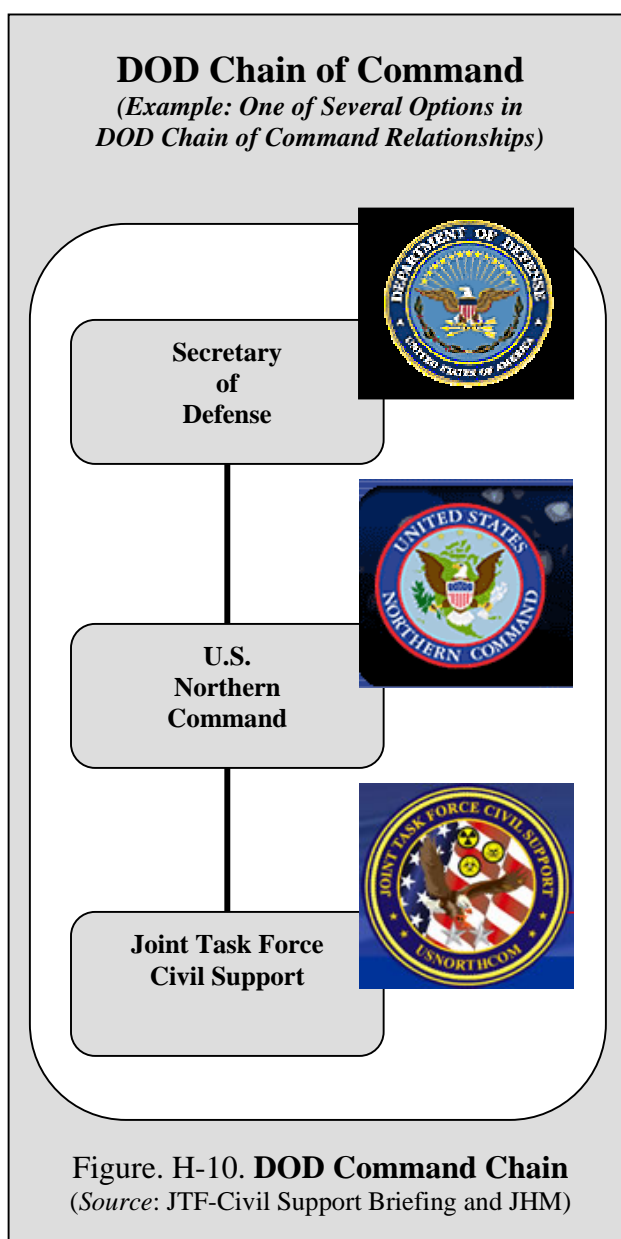 DOD Chain of Command
(Example: One of Several Options in
DOD Chain of Command Relationships)
DEPARTMENT OF DEFENSE
UNITED STATES OF AMERICA
Secretary
of
Defense
UNITED STATES
NORTHERN COMMAND
U.S.
Northern
Command
JOINT TASK FORCE CIVIL SUPPORT
USNORTHCOM
Joint Task Force
Civil Support
Figure. H-10. DOD Command Chain
(Source: JTF-Civil Support Briefing and JHM)